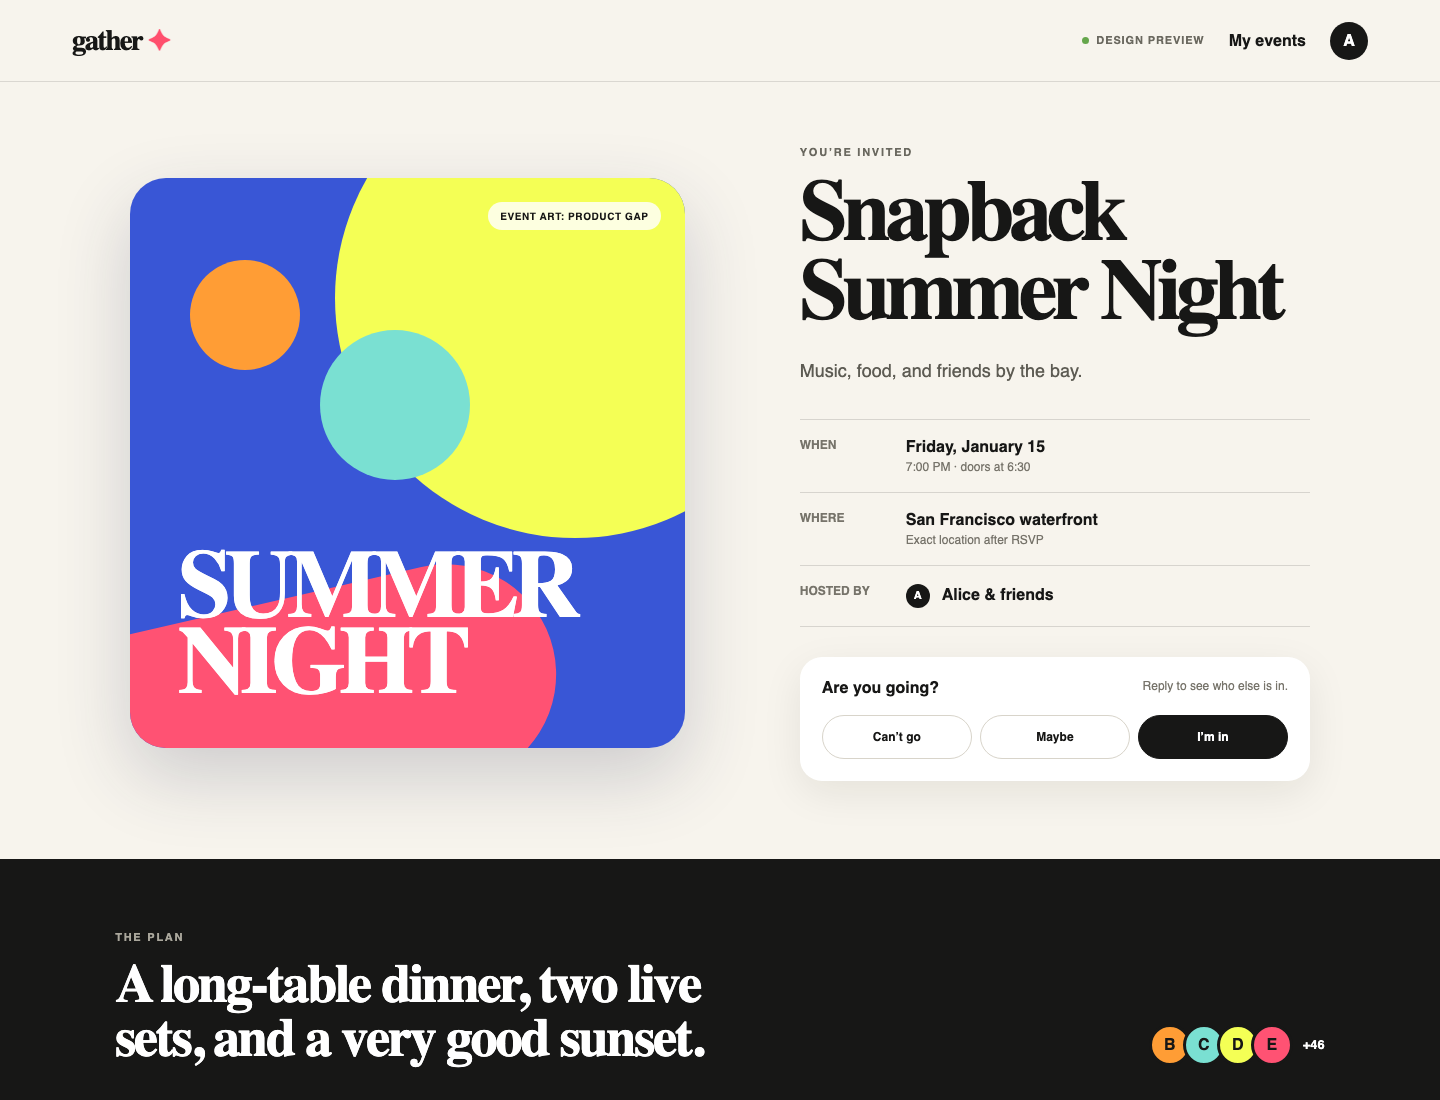 gather
DESIGN PREVIEW
My events
A
EVENT ART: PRODUCT GAP
SUMMER
NIGHT
YOU'RE INVITED
Snapback
Summer Night
Music, food, and friends by the bay.
WHEN
Friday, January 15
7:00 PM · doors at 6:30
WHERE
San Francisco waterfront
Exact location after RSVP
HOSTED BY
A Alice & friends
Are you going?
Reply to see who else is in.
Can't go
Maybe
I'm in
THE PLAN
A long-table dinner, two live
sets, and a very good sunset.
B C D E +46